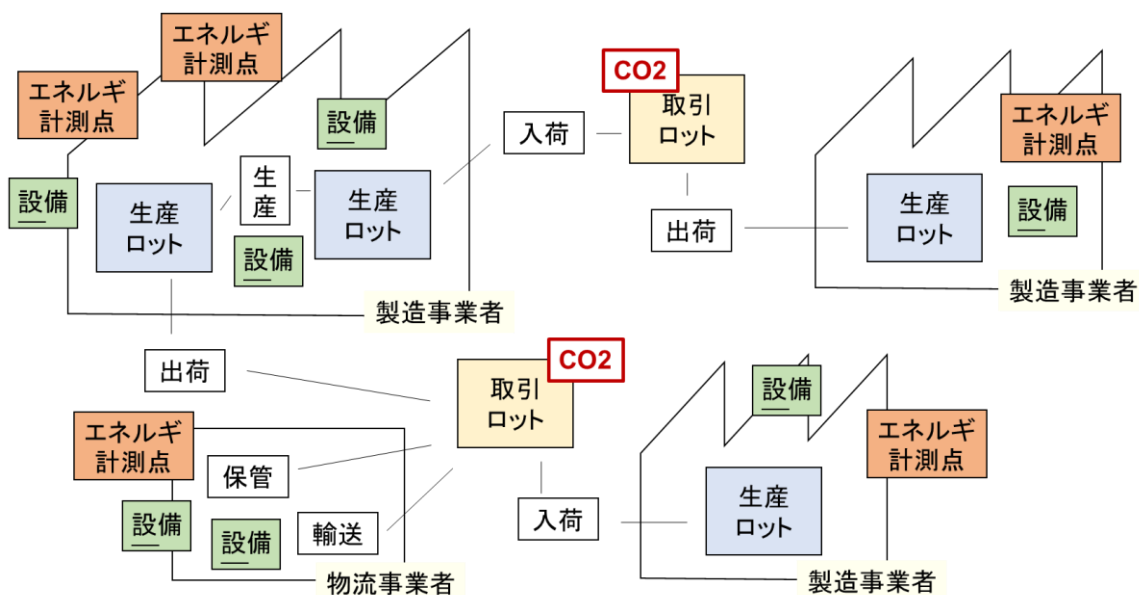 エネルギ
計測点
エネルギ
計測点
設備
設備
生産
ロット
生
産
設備
生産
ロット
製造事業者
入荷
CO2
取引
ロット
出荷
エネルギ
計測点
生産
ロット
設備
製造事業者
出荷
CO2
取引
ロット
エネルギ
計測点
保管
設備
設備
輸送
物流事業者
入荷
設備
エネルギ
計測点
生産
ロット
製造事業者